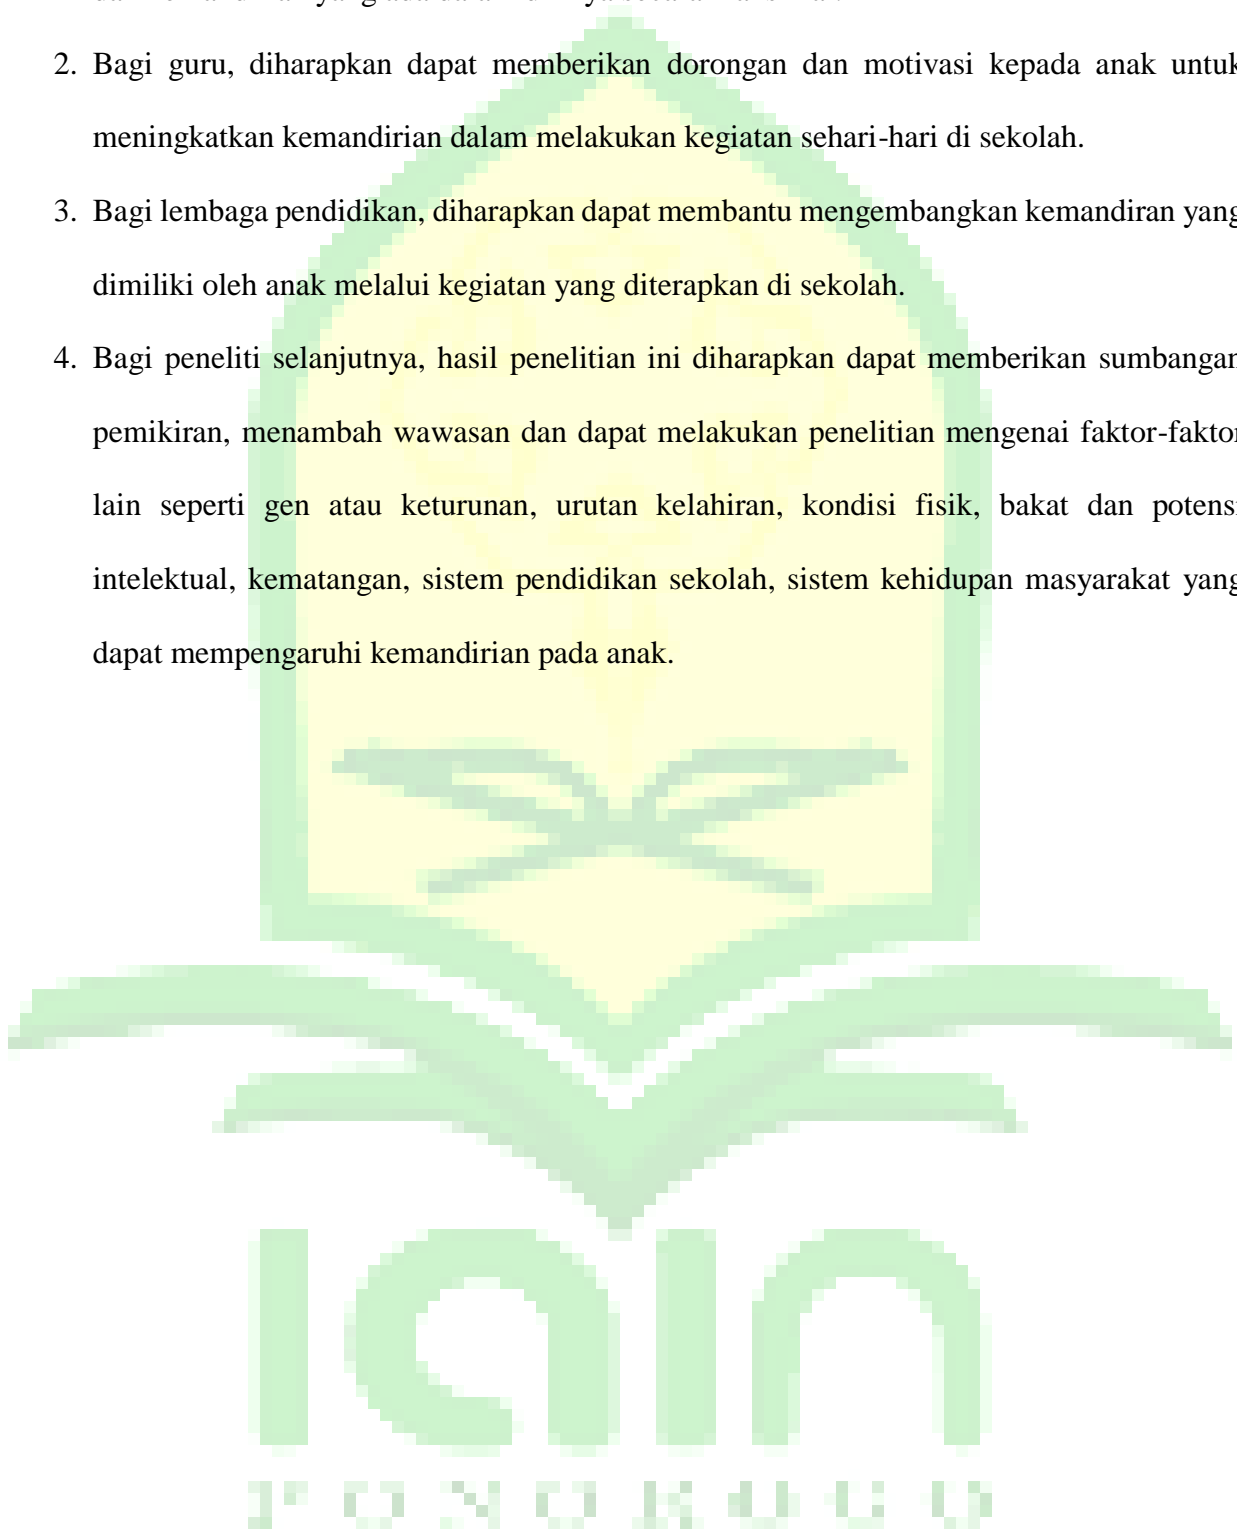 2. Bagi guru, diharapkan dapat memberikan dorongan dan motivasi kepada anak untuk
meningkatkan kemandirian dalam melakukan kegiatan sehari-hari di sekolah.
3. Bagi lembaga pendidikan, diharapkan dapat membantu mengembangkan kemandiran yang
dimiliki oleh anak melalui kegiatan yang diterapkan di sekolah.
4. Bagi peneliti selanjutnya, hasil penelitian ini diharapkan dapat memberikan sumbangan
pemikiran, menambah wawasan dan dapat melakukan penelitian mengenai faktor-faktor
lain seperti gen atau keturunan, urutan kelahiran, kondisi fisik, bakat dan potensi
intelektual, kematangan, sistem pendidikan sekolah, sistem kehidupan masyarakat yang
dapat mempengaruhi kemandirian pada anak.
iain
PONOROGO